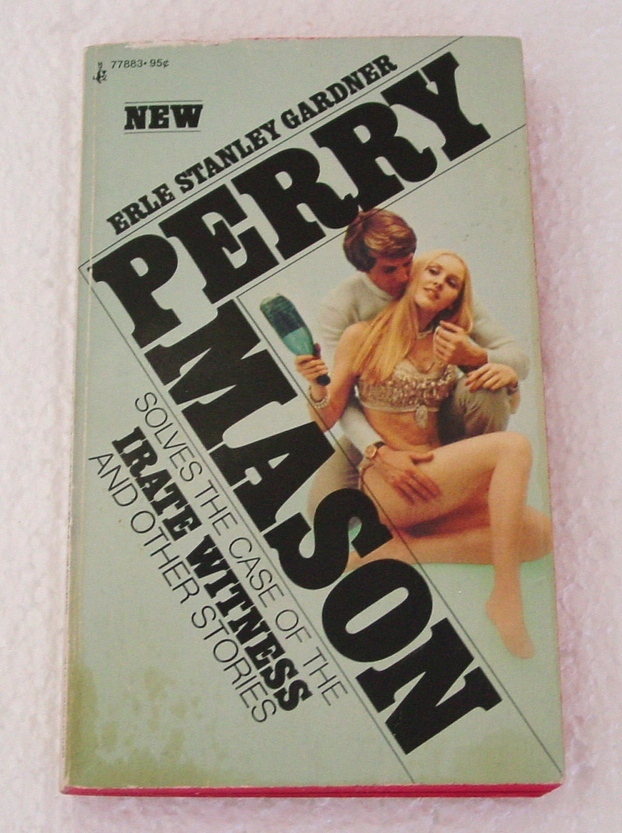 77883•95¢
NEW
ERLE STANLEY GARDNER
PERRY
MASON
SOLVES THE CASE OF THE
IRATE WITNESS
AND OTHER STORIES